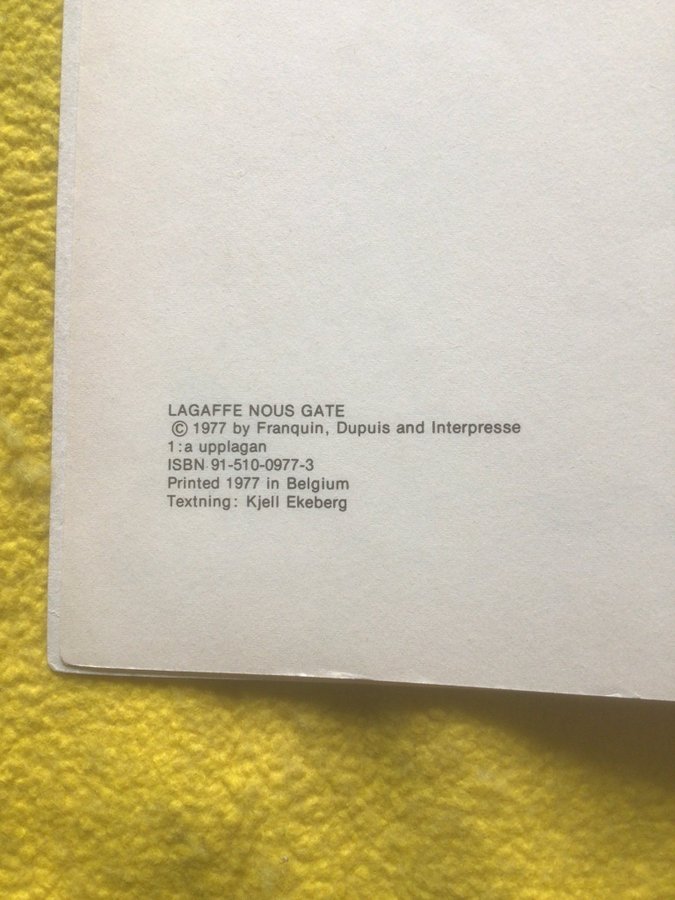 LAGAFFE NOUS GATE
© 1977 by Franquin, Dupuis and Interpresse
1:a upplagan
ISBN 91-510-0977-3
Printed 1977 in Belgium
Textning: Kjell Ekeberg